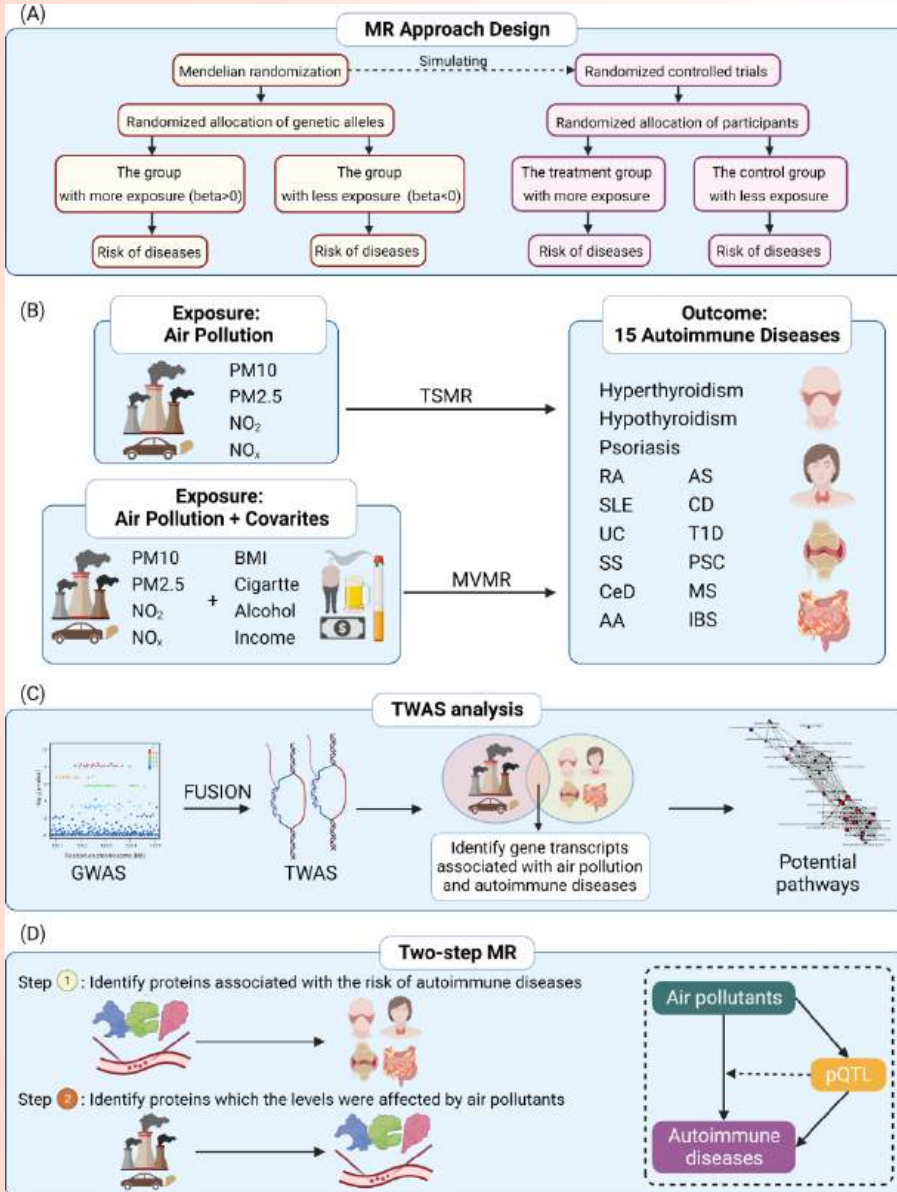 (A)
MR Approach Design
Mendelian randomization
Simulating
Randomized controlled trials
Randomized allocation of genetic alleles
Randomized allocation of participants
The group
with more exposure (beta>0)
The group
with less exposure (beta<0)
The treatment group
with more exposure
The control group
with less exposure
Risk of diseases
Risk of diseases
Risk of diseases
Risk of diseases
(B)
Exposure:
Air Pollution
PM10
PM2.5
NO₂
NOₓ
TSMR
Outcome:
15 Autoimmune Diseases
Hyperthyroidism
Hypothyroidism
Psoriasis
RA AS
SLE CD
UC T1D
SS PSC
CeD MS
AA IBS
Exposure:
Air Pollution + Covarites
PM10 BMI
PM2.5 Cigartte
NO₂ + Alcohol
NOₓ Income
MVMR
(C)
TWAS analysis
FUSION
GWAS
TWAS
Identify gene transcripts
associated with air pollution
and autoimmune diseases
Potential
pathways
(D)
Two-step MR
Step 1 : Identify proteins associated with the risk of autoimmune diseases
Step 2 : Identify proteins which the levels were affected by air pollutants
Air pollutants
pQTL
Autoimmune
diseases